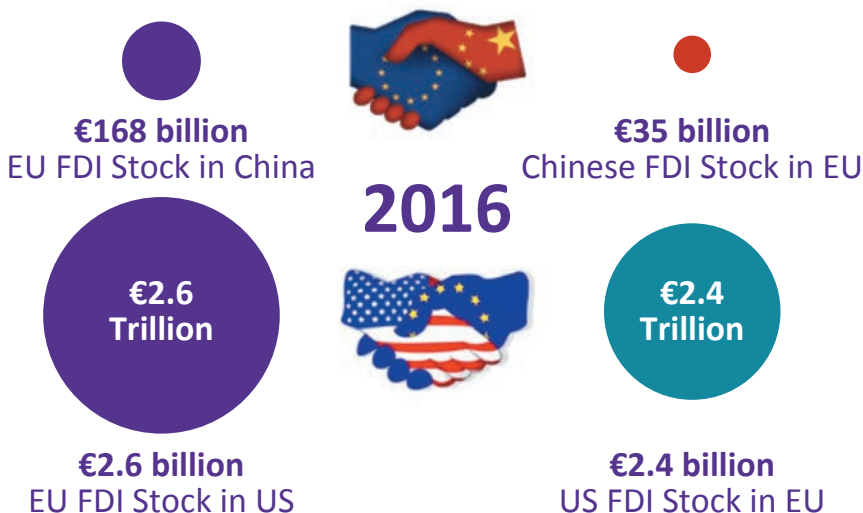 €168 billion
EU FDI Stock in China
€35 billion
Chinese FDI Stock in EU
2016
€2.6
Trillion
€2.4
Trillion
€2.6 billion
EU FDI Stock in US
€2.4 billion
US FDI Stock in EU